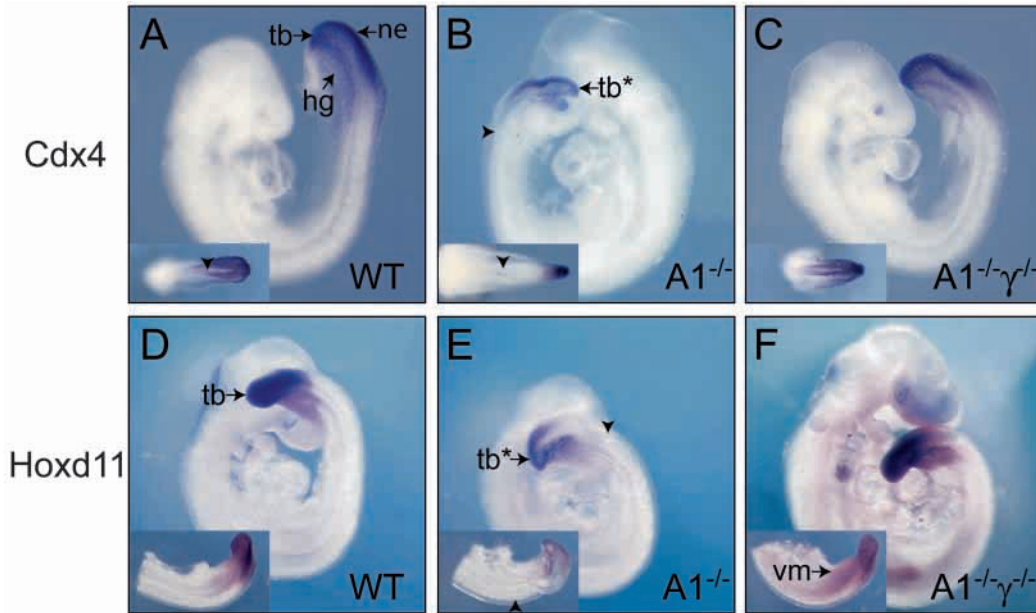 A
tb
ne
hg
WT
B
tb*
A1-/-
C
A1-/-γ-/-
Cdx4
D
tb
WT
E
tb*
A1-/-
F
vm
A1-/-γ-/-
Hoxd11